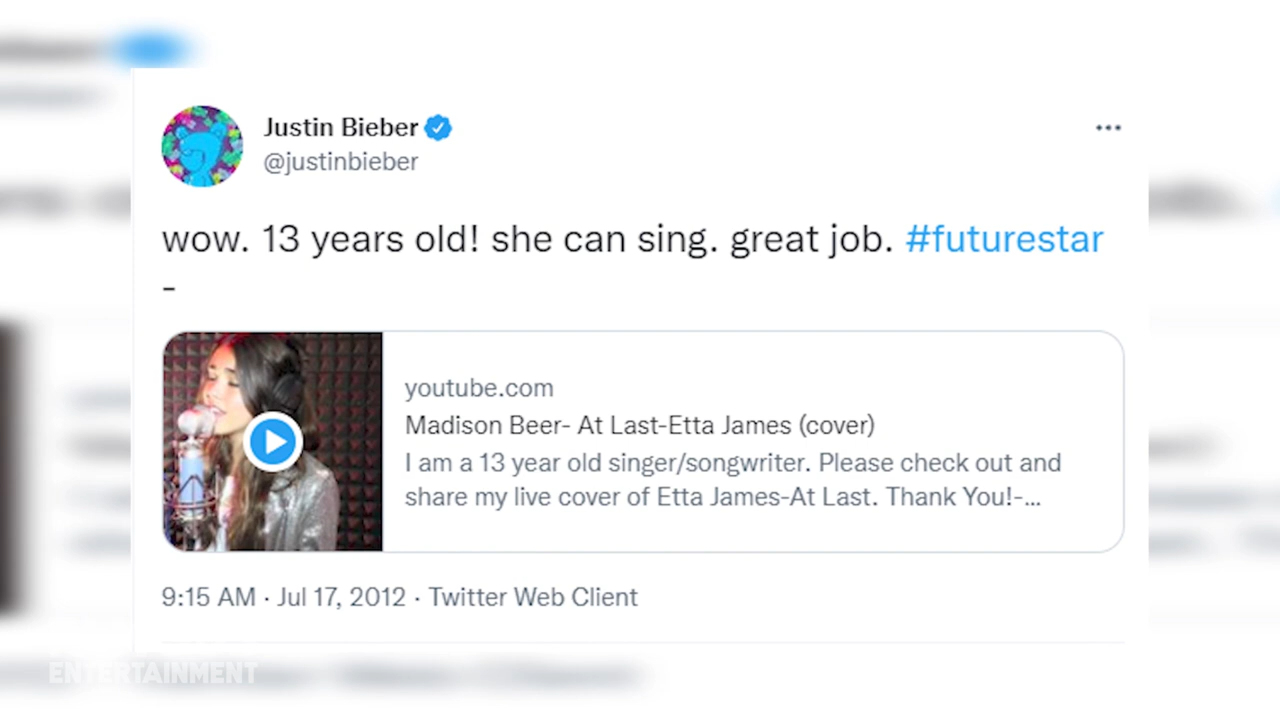 Justin Bieber
@justinbieber
wow. 13 years old! she can sing. great job. #futurestar
-
youtube.com
Madison Beer- At Last-Etta James (cover)
I am a 13 year old singer/songwriter. Please check out and
share my live cover of Etta James-At Last. Thank You!-...
9:15 AM · Jul 17, 2012 · Twitter Web Client
ENTERTAINMENT